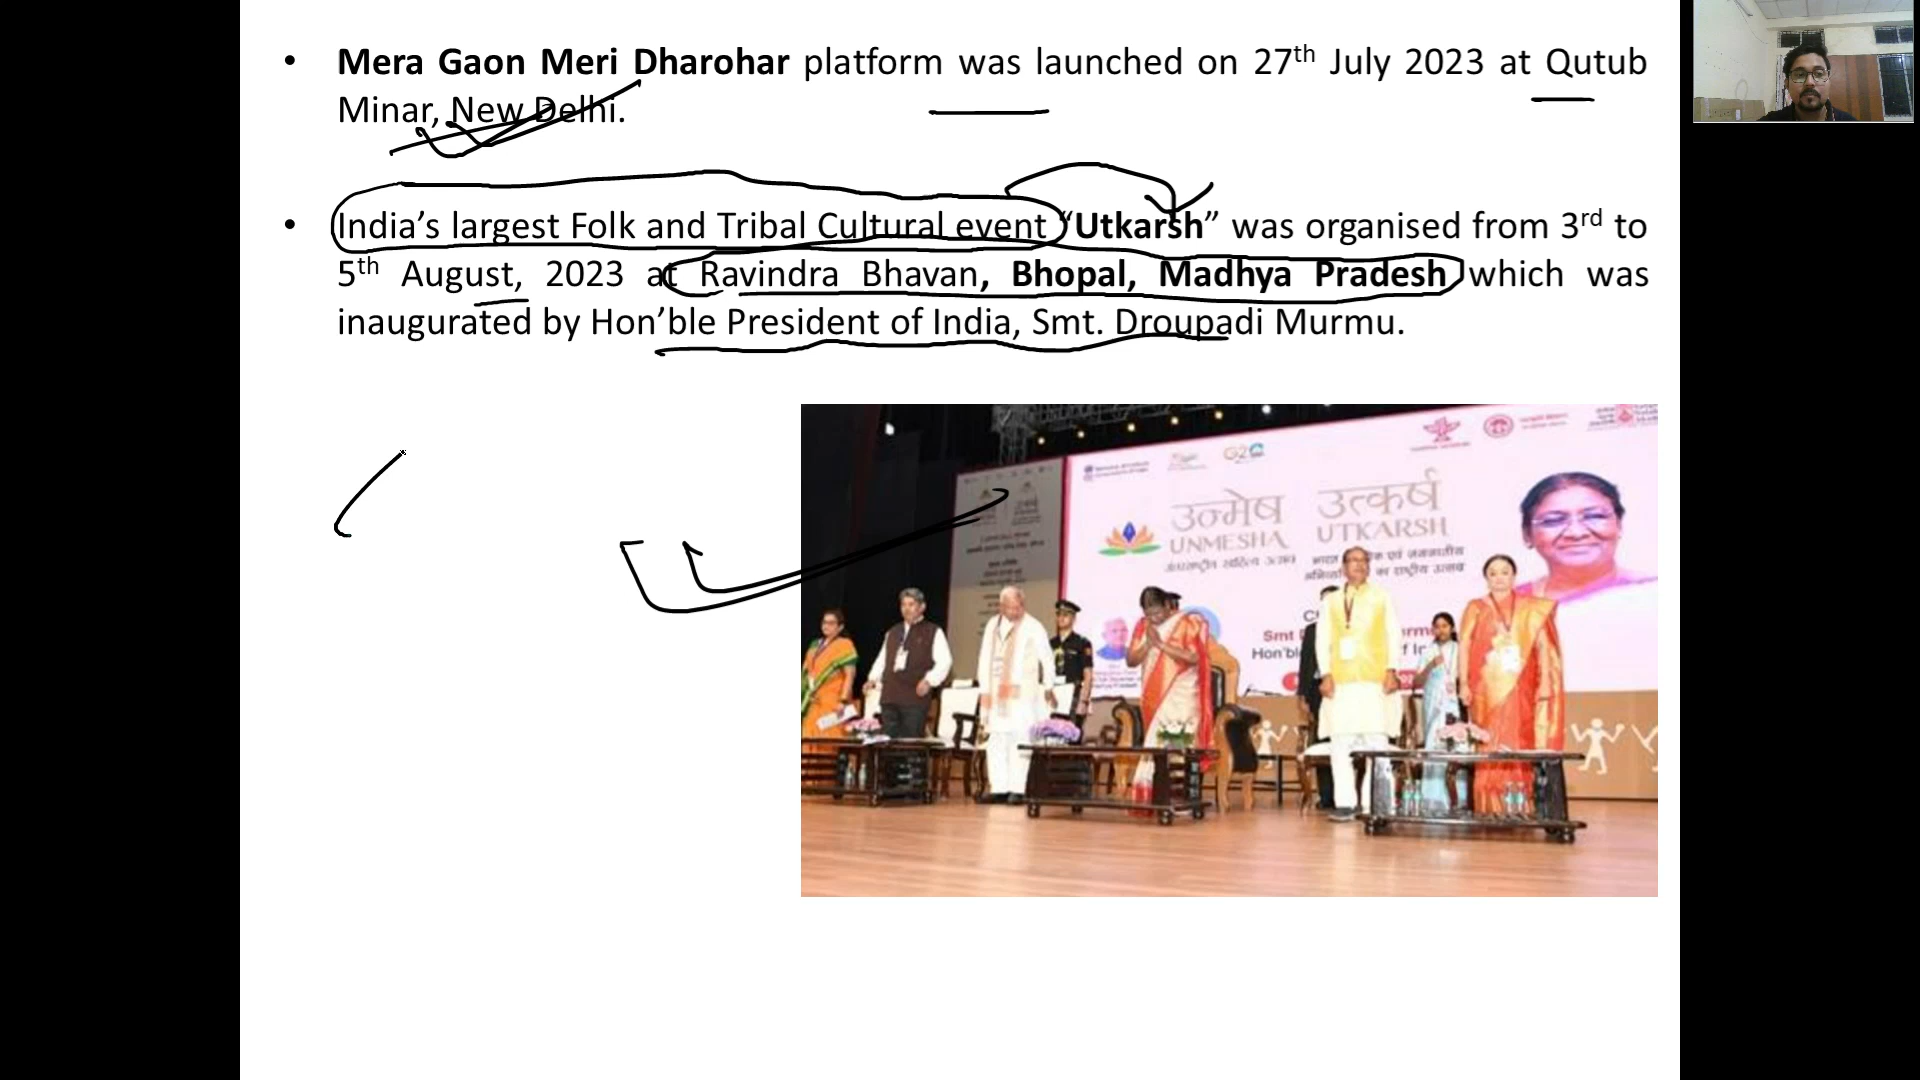 • Mera Gaon Meri Dharohar platform was launched on 27th July 2023 at Qutub
Minar, New Delhi.
• India’s largest Folk and Tribal Cultural event “Utkarsh” was organised from 3rd to
5th August, 2023 at Ravindra Bhavan, Bhopal, Madhya Pradesh which was
inaugurated by Hon’ble President of India, Smt. Droupadi Murmu.
G20
उन्मेष उत्कर्ष
UNMESHA UTKARSH
Smt
Hon'ble